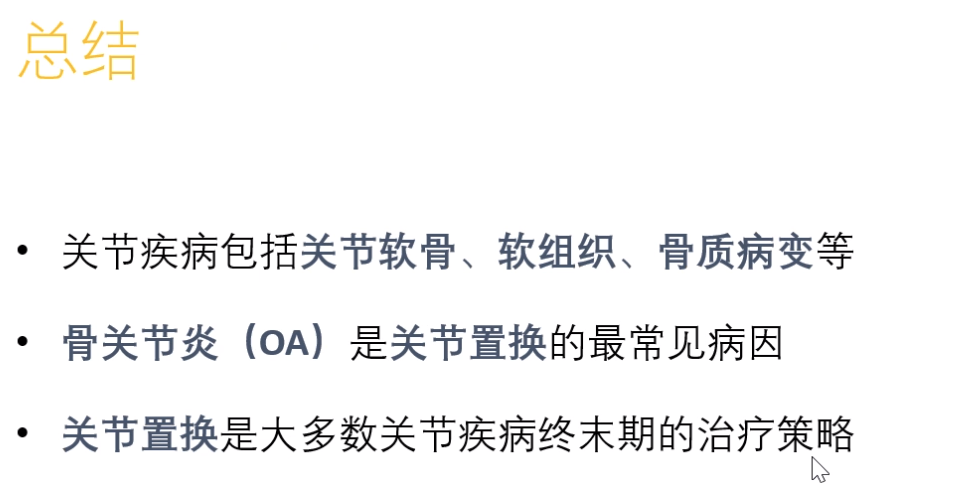 总结
• 关节疾病包括关节软骨、软组织、骨质病变等
• 骨关节炎（OA）是关节置换的最常见病因
• 关节置换是大多数关节疾病终末期的治疗策略